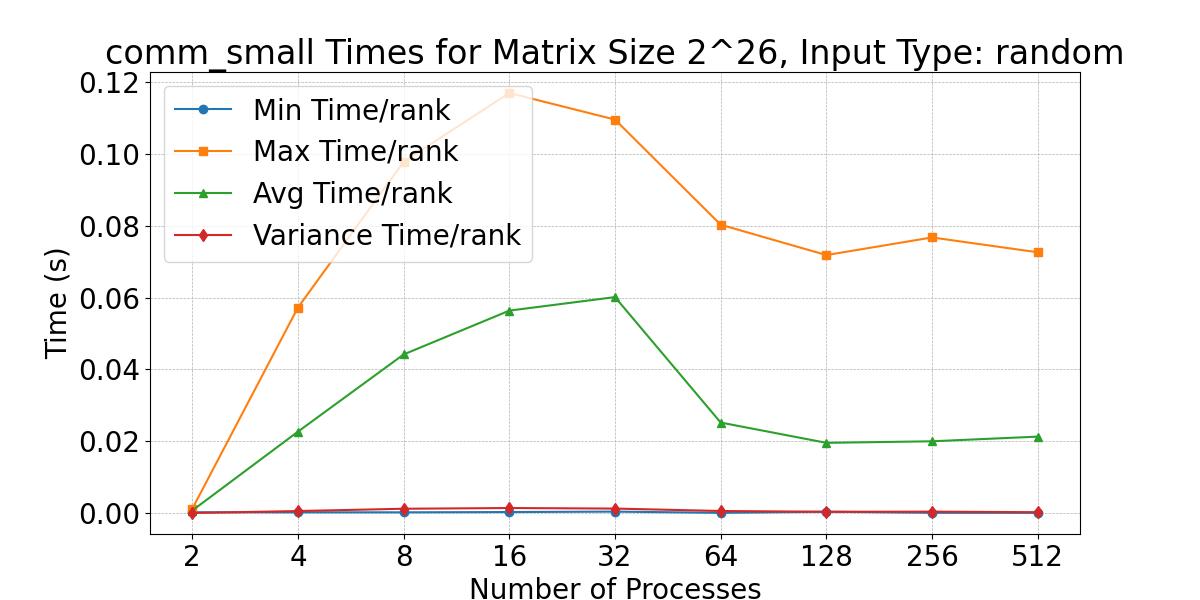 comm_small Times for Matrix Size 2^26, Input Type: random
Min Time/rank
Max Time/rank
Avg Time/rank
Variance Time/rank
Time (s)
0.12
0.10
0.08
0.06
0.04
0.02
0.00
2 4 8 16 32 64 128 256 512
Number of Processes